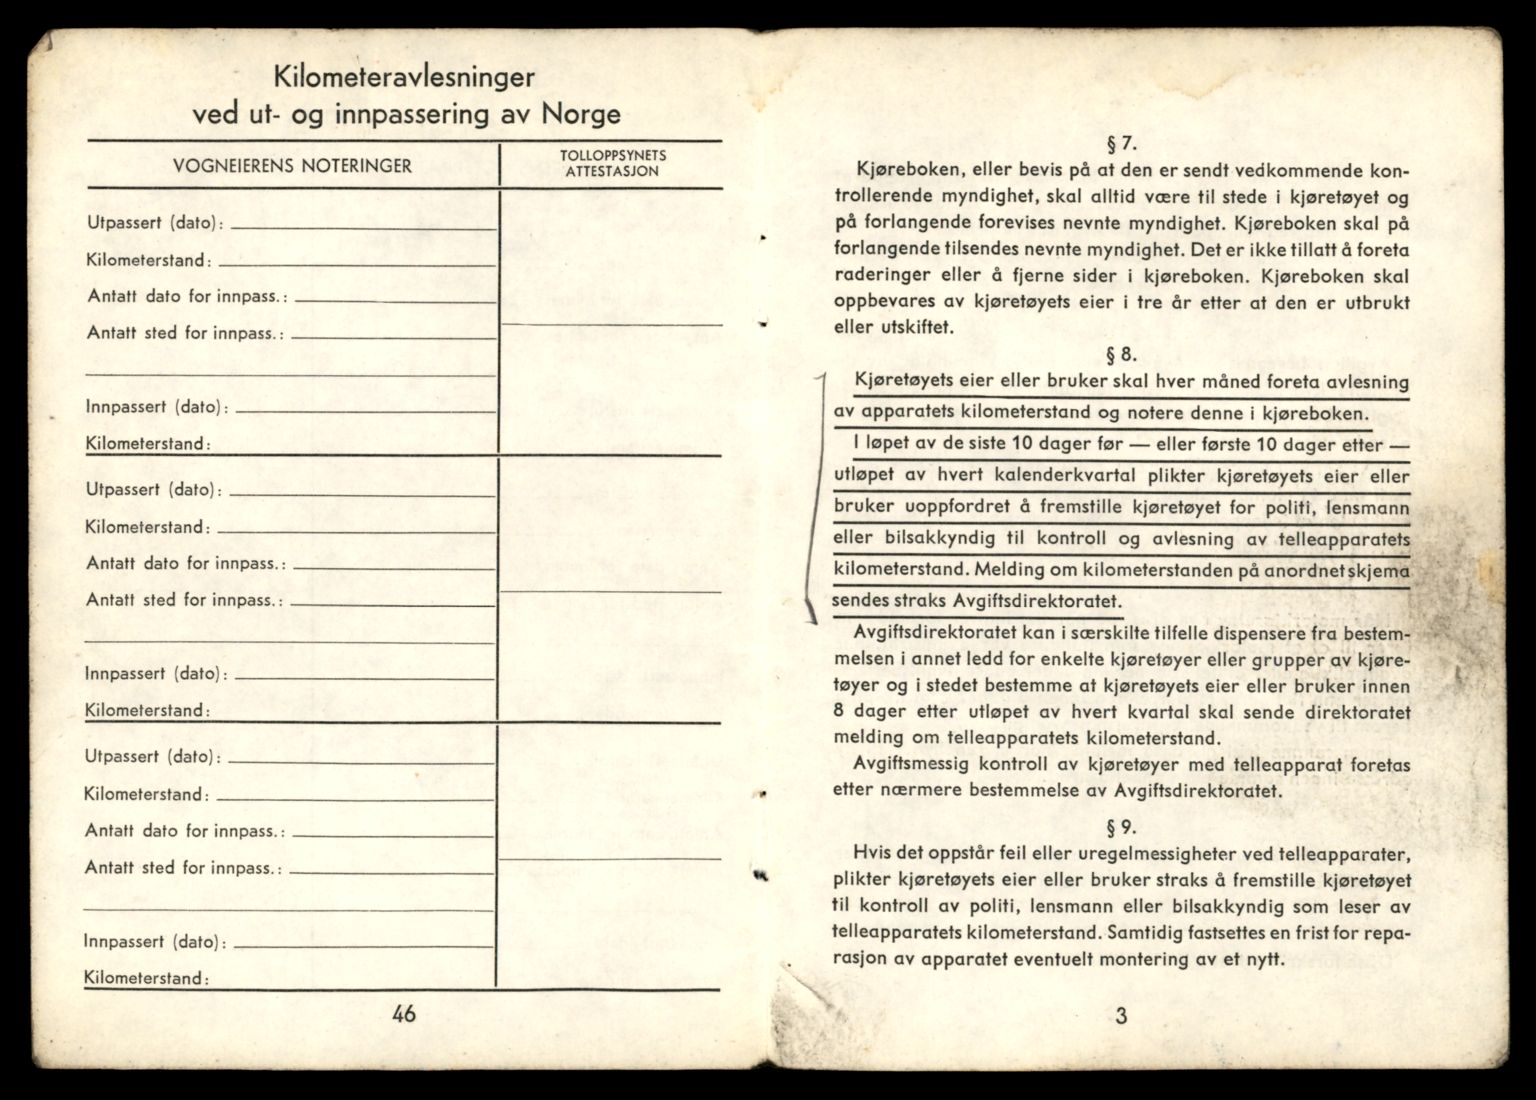 Kilometeravlesninger
ved ut- og innpassering av Norge
VOGNEIERENS NOTERINGER
TOLLOPPSYNETS
ATTESTASJON
Utpassert (dato):
Kilometerstand:
Antatt dato for innpass.:
Antatt sted for innpass.:
Innpassert (dato):
Kilometerstand:
Utpassert (dato):
Kilometerstand:
Antatt dato for innpass.:
Antatt sted for innpass.:
Innpassert (dato):
Kilometerstand:
Utpassert (dato):
Kilometerstand:
Antatt dato for innpass.:
Antatt sted for innpass.:
Innpassert (dato):
Kilometerstand:
46
§ 7.
Kjøreboken, eller bevis på at den er sendt vedkommende kon-
trollerende myndighet, skal alltid være til stede i kjøretøyet og
på forlangende forevises nevnte myndighet. Kjøreboken skal på
forlangende tilsendes nevnte myndighet. Det er ikke tillatt å foreta
raderinger eller å fjerne sider i kjøreboken. Kjøreboken skal
oppbevares av kjøretøyets eier i tre år etter at den er utbrukt
eller utskiftet.
§ 8.
Kjøretøyets eier eller bruker skal hver måned foreta avlesning
av apparatets kilometerstand og notere denne i kjøreboken.
I løpet av de siste 10 dager før — eller første 10 dager etter —
utløpet av hvert kalenderkvartal plikter kjøretøyets eier eller
bruker uoppfordret å fremstille kjøretøyet for politi, lensmann
eller bilsakkyndig til kontroll og avlesning av telleapparatets
kilometerstand. Melding om kilometerstanden på anordnet skjema
sendes straks Avgiftsdirektoratet.
Avgiftsdirektoratet kan i særskilte tilfelle dispensere fra bestem-
melsen i annet ledd for enkelte kjøretøyer eller grupper av kjøre-
tøyer og i stedet bestemme at kjøretøyets eier eller bruker innen
8 dager etter utløpet av hvert kvartal skal sende direktoratet
melding om telleapparatets kilometerstand.
Avgiftsmessig kontroll av kjøretøyer med telleapparat foretas
etter nærmere bestemmelse av Avgiftsdirektoratet.
§ 9.
Hvis det oppstår feil eller uregelmessigheter ved telleapparater,
plikter kjøretøyets eier eller bruker straks å fremstille kjøretøyet
til kontroll av politi, lensmann eller bilsakkyndig som leser av
telleapparatets kilometerstand. Samtidig fastsettes en frist for repa-
rasjon av apparatet eventuelt montering av et nytt.
3